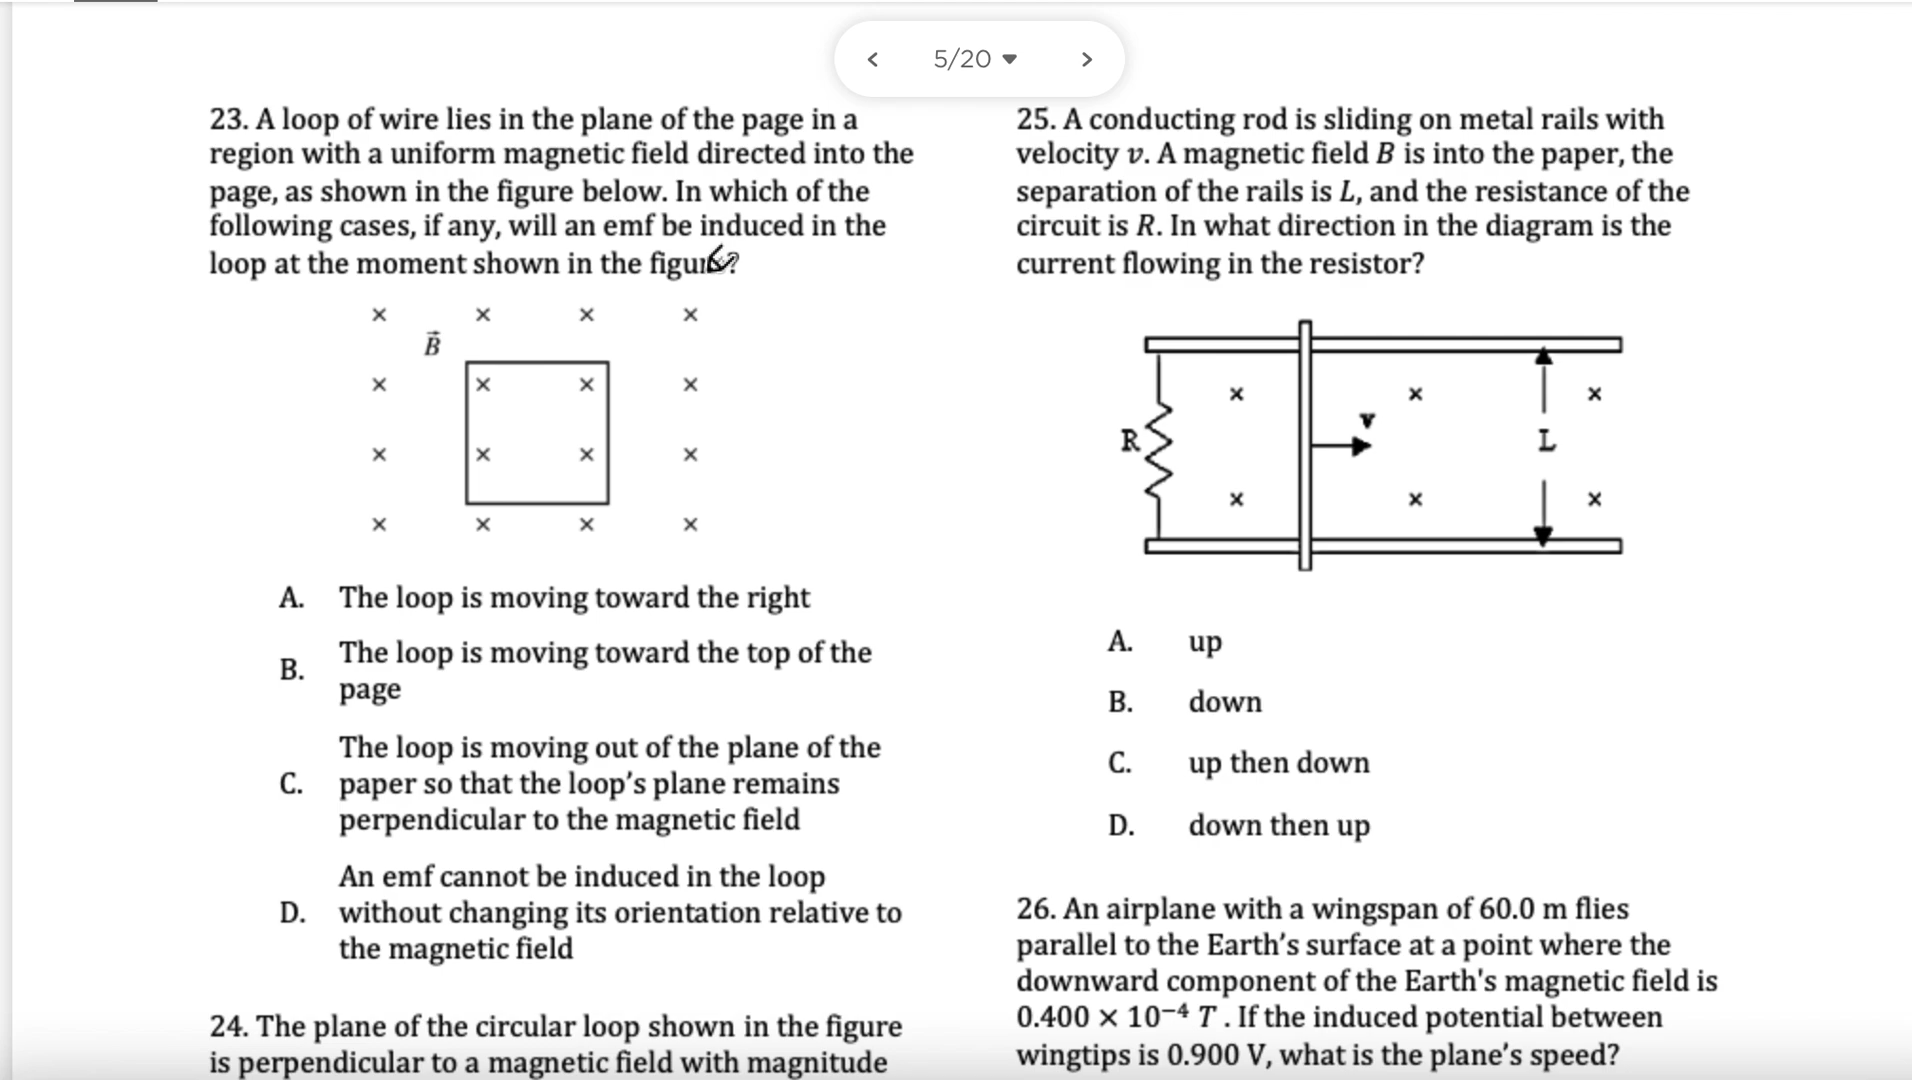 5/20
23. A loop of wire lies in the plane of the page in a
region with a uniform magnetic field directed into the
page, as shown in the figure below. In which of the
following cases, if any, will an emf be induced in the
loop at the moment shown in the figure?
× × × ×
B⃗
× × × ×
× × × ×
× × × ×
A. The loop is moving toward the right
B. The loop is moving toward the top of the
page
The loop is moving out of the plane of the
C. paper so that the loop's plane remains
perpendicular to the magnetic field
An emf cannot be induced in the loop
D. without changing its orientation relative to
the magnetic field
24. The plane of the circular loop shown in the figure
is perpendicular to a magnetic field with magnitude
25. A conducting rod is sliding on metal rails with
velocity v. A magnetic field B is into the paper, the
separation of the rails is L, and the resistance of the
circuit is R. In what direction in the diagram is the
current flowing in the resistor?
× × ×
v
R L
× × ×
A. up
B. down
C. up then down
D. down then up
26. An airplane with a wingspan of 60.0 m flies
parallel to the Earth's surface at a point where the
downward component of the Earth's magnetic field is
0.400 × 10⁻⁴ T . If the induced potential between
wingtips is 0.900 V, what is the plane's speed?